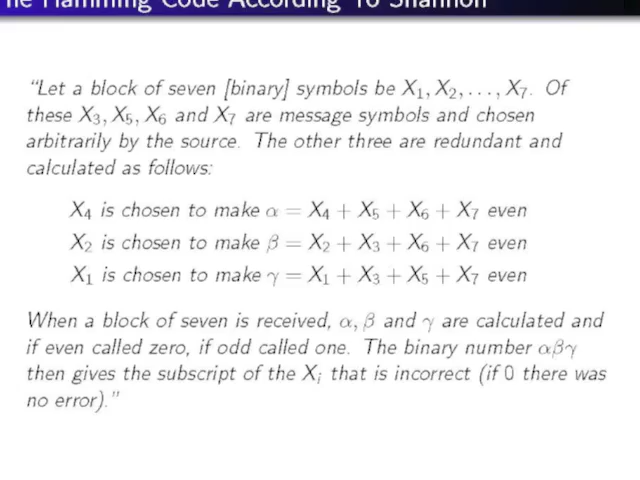 The Hamming Code According To Shannon
“Let a block of seven [binary] symbols be X₁, X₂, . . . , X₇. Of
these X₃, X₅, X₆ and X₇ are message symbols and chosen
arbitrarily by the source. The other three are redundant and
calculated as follows:
X₄ is chosen to make α = X₄ + X₅ + X₆ + X₇ even
X₂ is chosen to make β = X₂ + X₃ + X₆ + X₇ even
X₁ is chosen to make γ = X₁ + X₃ + X₅ + X₇ even
When a block of seven is received, α, β and γ are calculated and
if even called zero, if odd called one. The binary number αβγ
then gives the subscript of the Xᵢ that is incorrect (if 0 there was
no error).”